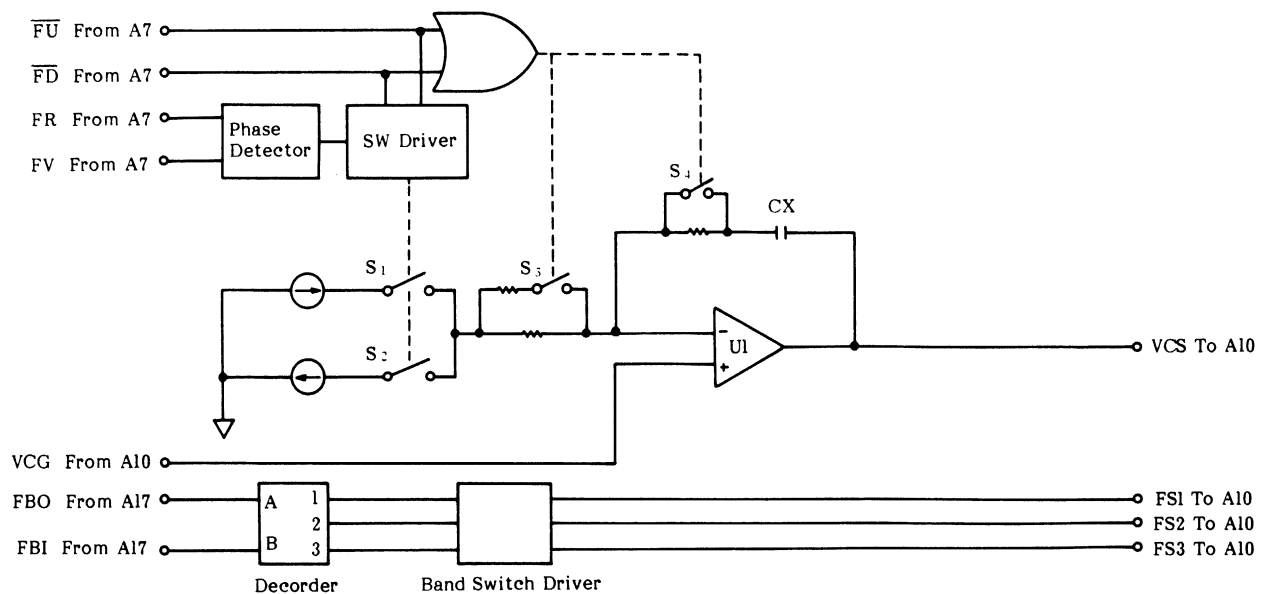 FU From A7
FD From A7
FR From A7
FV From A7
Phase
Detector
SW Driver
S4
CX
S1
S3
S2
-
U1
+
VCS To A10
VCG From A10
FB0 From A17
FB1 From A17
A
B
1
2
3
Decorder
Band Switch Driver
FS1 To A10
FS2 To A10
FS3 To A10